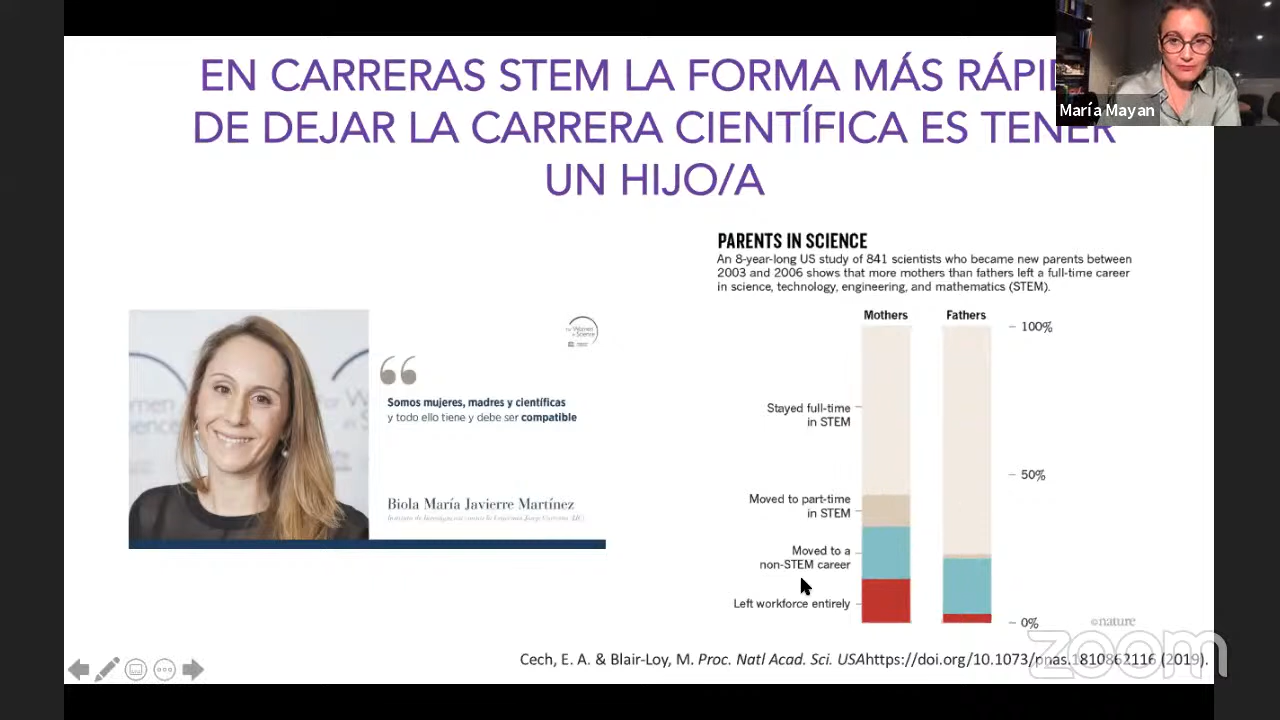 EN CARRERAS STEM LA FORMA MÁS RÁPI
DE DEJAR LA CARRERA CIENTÍFICA ES TENER
UN HIJO/A
María Mayan
PARENTS IN SCIENCE
An 8-year-long US study of 841 scientists who became new parents between
2003 and 2006 shows that more mothers than fathers left a full-time career
in science, technology, engineering, and mathematics (STEM).
For Women
in Science
“
Somos mujeres, madres y científicas
y todo ello tiene y debe ser compatible
Biola María Javierre Martínez
Mothers
Fathers
100%
Stayed full-time
in STEM
50%
Moved to part-time
in STEM
Moved to a
non-STEM career
Left workforce entirely
0%
©nature
zoom
Cech, E. A. & Blair-Loy, M. Proc. Natl Acad. Sci. USAhttps://doi.org/10.1073/pnas.1810862116 (2019).